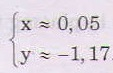 x ≈ 0, 05
y ≈ −1, 17